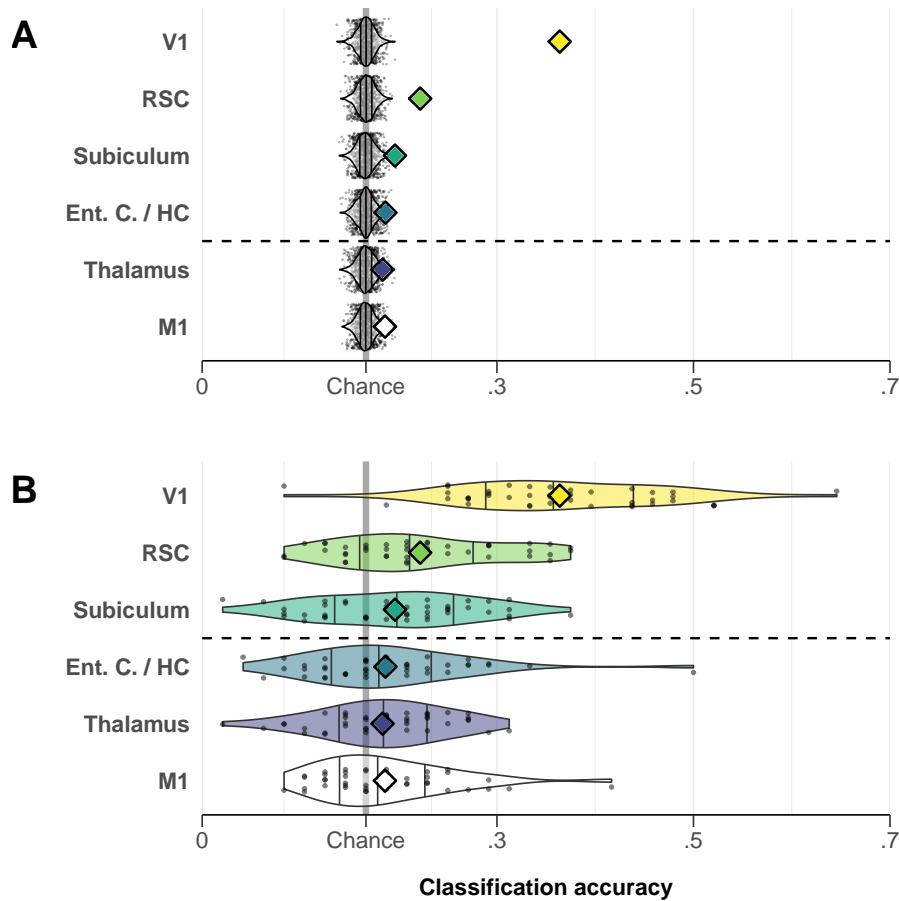 A
V1
RSC
Subiculum
Ent. C. / HC
Thalamus
M1
0 Chance .3 .5 .7
B
V1
RSC
Subiculum
Ent. C. / HC
Thalamus
M1
0 Chance .3 .5 .7
Classification accuracy